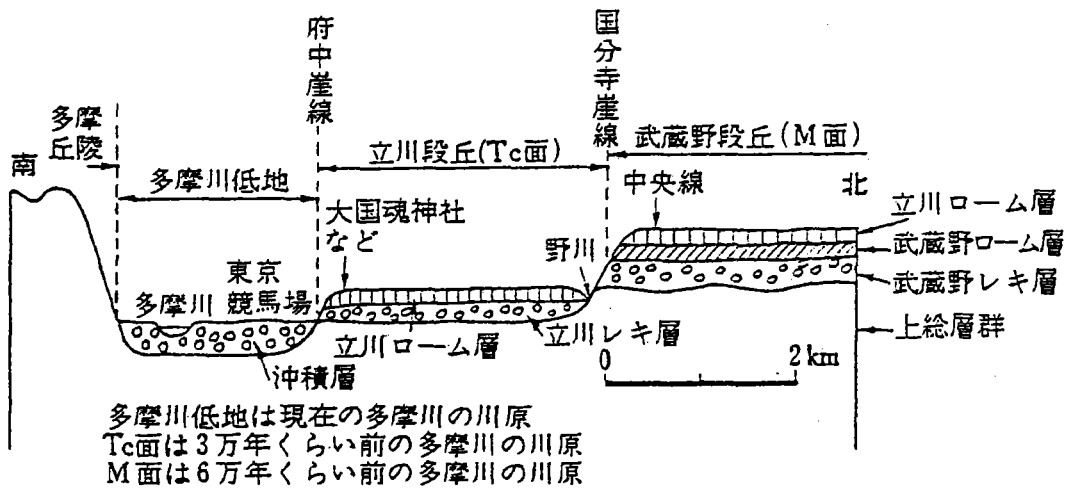 府中崖線
国分寺崖線
多摩
丘陵
南
多摩川低地
立川段丘(Tc面)
武蔵野段丘(M面)
北
中央線
大国魂神社
など
野川
立川ローム層
武蔵野ローム層
武蔵野レキ層
上総層群
東京
競馬場
多摩川
立川ローム層
立川レキ層
沖積層
0
2km
多摩川低地は現在の多摩川の川原
Tc面は3万年くらい前の多摩川の川原
M面は6万年くらい前の多摩川の川原